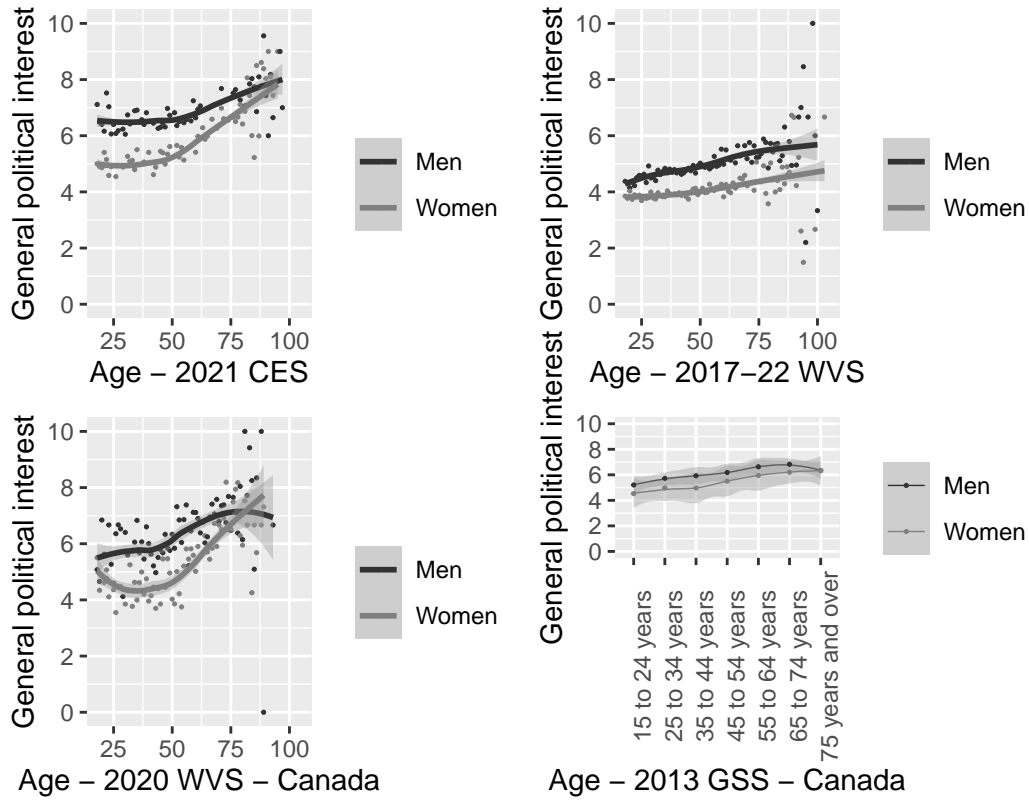 General political interest
10
8
6
4
2
0
25 50 75 100
Age – 2021 CES
Men
Women
General political interest
10
8
6
4
2
0
25 50 75 100
Age – 2017–22 WVS
Men
Women
General political interest
10
8
6
4
2
0
25 50 75 100
Age – 2020 WVS – Canada
Men
Women
General political interest
10
8
6
4
2
0
15 to 24 years
25 to 34 years
35 to 44 years
45 to 54 years
55 to 64 years
65 to 74 years
75 years and over
Age – 2013 GSS – Canada
Men
Women